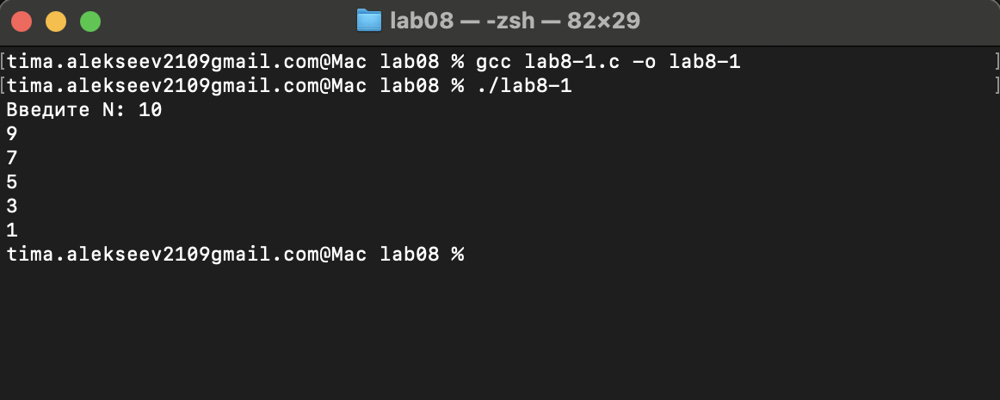 lab08 — -zsh — 82×29
[tima.alekseev2109gmail.com@Mac lab08 % gcc lab8-1.c -o lab8-1 ]
[tima.alekseev2109gmail.com@Mac lab08 % ./lab8-1 ]
Введите N: 10
9
7
5
3
1
tima.alekseev2109gmail.com@Mac lab08 %